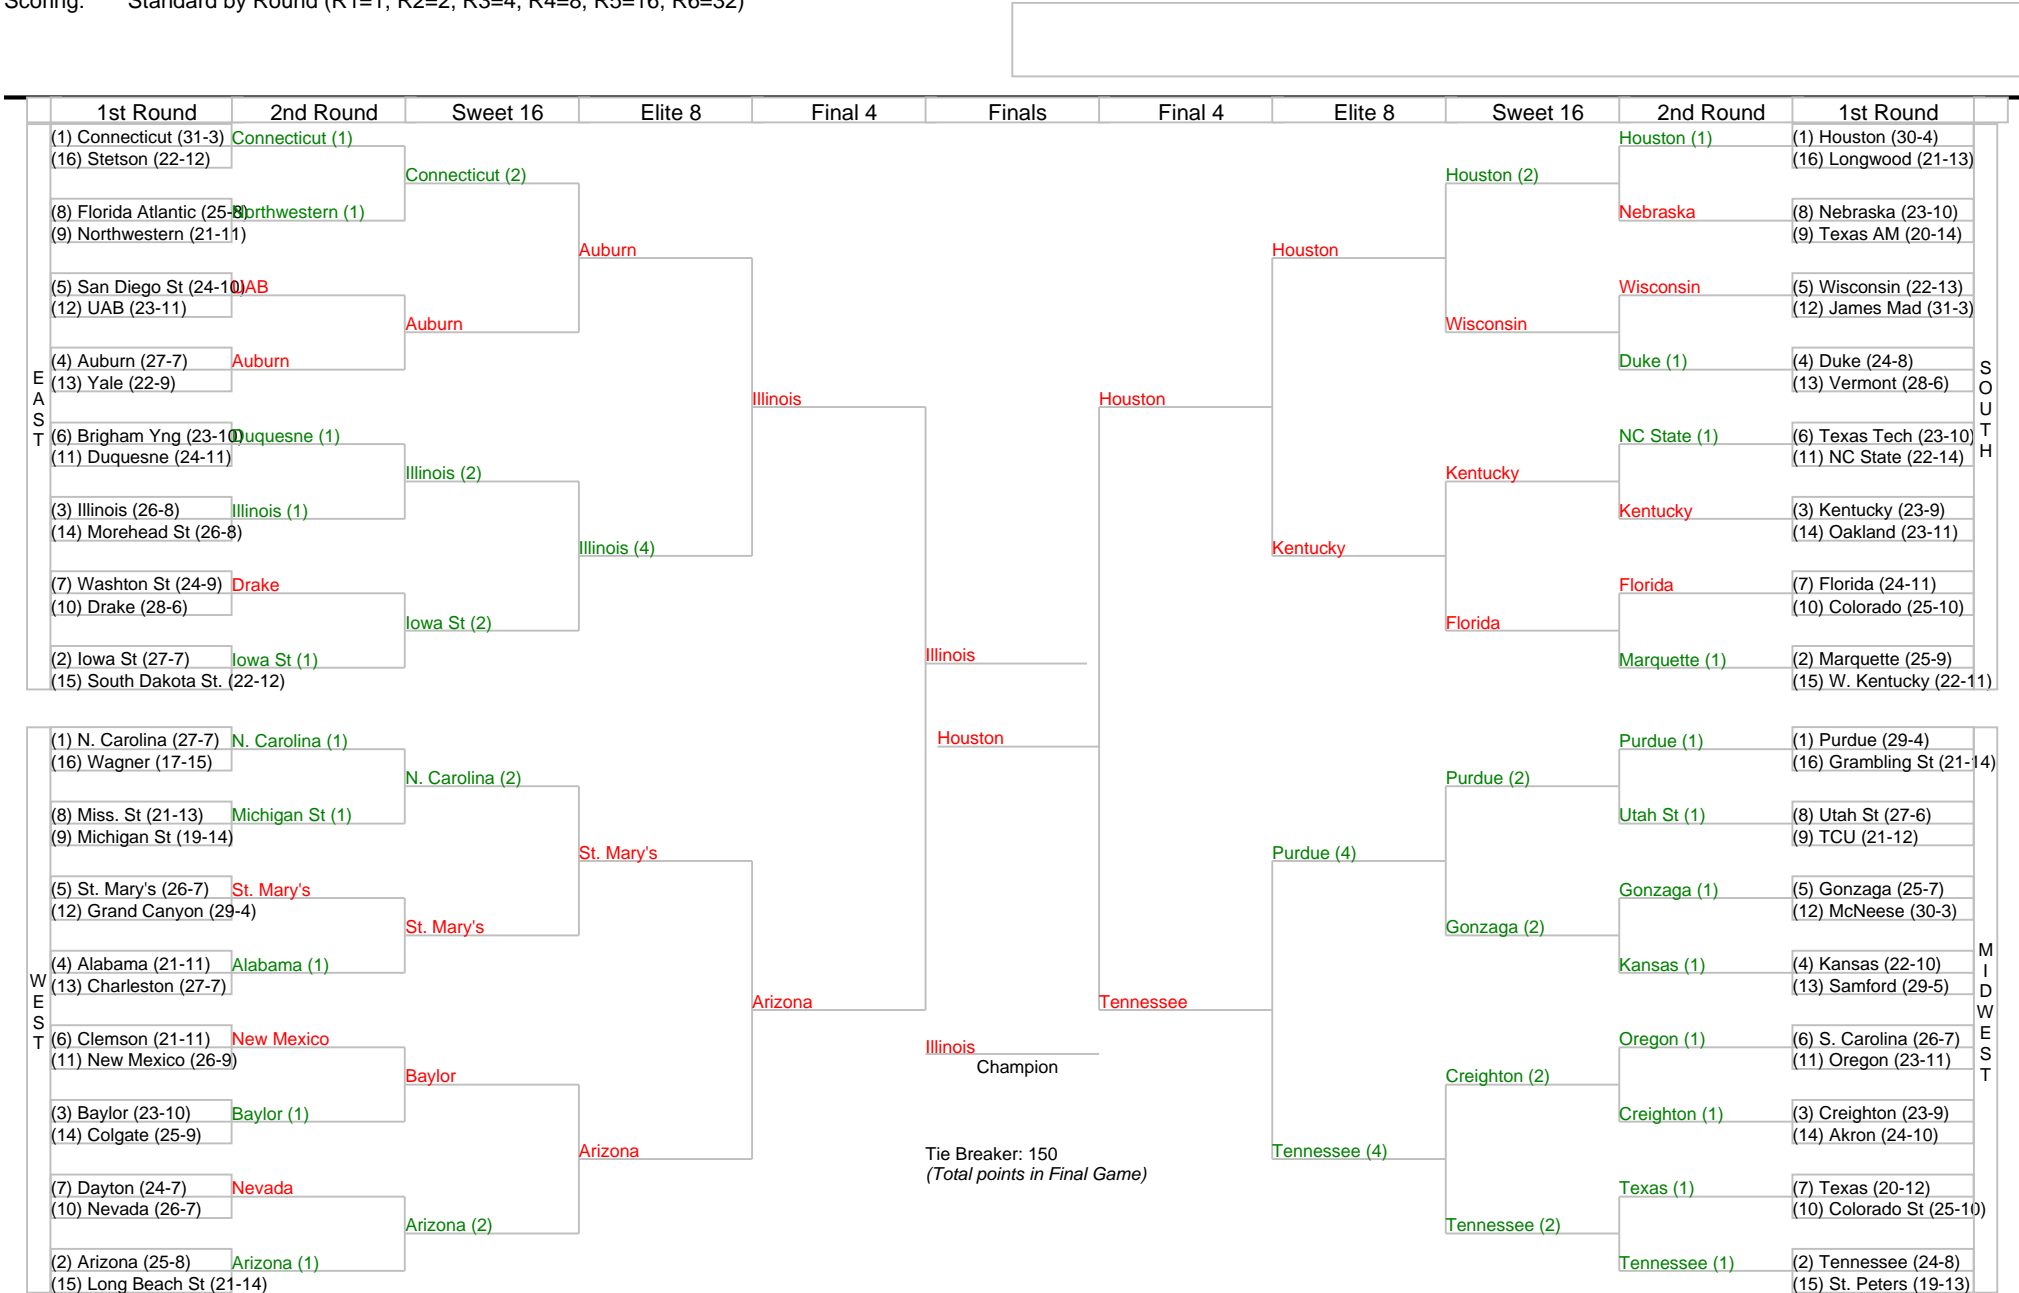 Scoring: Standard by Round (R1=1, R2=2, R3=4, R4=8, R5=16, R6=32)
1st Round 2nd Round Sweet 16 Elite 8 Final 4 Finals Final 4 Elite 8 Sweet 16 2nd Round 1st Round
EAST
(1) Connecticut (31-3)
(16) Stetson (22-12)
(8) Florida Atlantic (25-8)
(9) Northwestern (21-11)
(5) San Diego St (24-10)
(12) UAB (23-11)
(4) Auburn (27-7)
(13) Yale (22-9)
(6) Brigham Yng (23-10)
(11) Duquesne (24-11)
(3) Illinois (26-8)
(14) Morehead St (26-8)
(7) Washton St (24-9)
(10) Drake (28-6)
(2) Iowa St (27-7)
(15) South Dakota St. (22-12)
Connecticut (1)
Northwestern (1)
UAB
Auburn
Duquesne (1)
Illinois (1)
Drake
Iowa St (1)
Connecticut (2)
Auburn
Illinois (2)
Iowa St (2)
Auburn
Illinois (4)
Illinois
WEST
(1) N. Carolina (27-7)
(16) Wagner (17-15)
(8) Miss. St (21-13)
(9) Michigan St (19-14)
(5) St. Mary's (26-7)
(12) Grand Canyon (29-4)
(4) Alabama (21-11)
(13) Charleston (27-7)
(6) Clemson (21-11)
(11) New Mexico (26-9)
(3) Baylor (23-10)
(14) Colgate (25-9)
(7) Dayton (24-7)
(10) Nevada (26-7)
(2) Arizona (25-8)
(15) Long Beach St (21-14)
N. Carolina (1)
Michigan St (1)
St. Mary's
Alabama (1)
New Mexico
Baylor (1)
Nevada
Arizona (1)
N. Carolina (2)
St. Mary's
Baylor
Arizona (2)
St. Mary's
Arizona
Arizona
Illinois
Houston
Illinois
Champion
Tie Breaker: 150
(Total points in Final Game)
Houston
Tennessee
Houston
Kentucky
Houston (2)
Wisconsin
Kentucky
Florida
Houston (1)
Nebraska
Wisconsin
Duke (1)
NC State (1)
Kentucky
Florida
Marquette (1)
(1) Houston (30-4)
(16) Longwood (21-13)
(8) Nebraska (23-10)
(9) Texas AM (20-14)
(5) Wisconsin (22-13)
(12) James Mad (31-3)
(4) Duke (24-8)
(13) Vermont (28-6)
(6) Texas Tech (23-10)
(11) NC State (22-14)
(3) Kentucky (23-9)
(14) Oakland (23-11)
(7) Florida (24-11)
(10) Colorado (25-10)
(2) Marquette (25-9)
(15) W. Kentucky (22-11)
SOUTH
Purdue (4)
Tennessee (4)
Purdue (2)
Gonzaga (2)
Creighton (2)
Tennessee (2)
Purdue (1)
Utah St (1)
Gonzaga (1)
Kansas (1)
Oregon (1)
Creighton (1)
Texas (1)
Tennessee (1)
(1) Purdue (29-4)
(16) Grambling St (21-14)
(8) Utah St (27-6)
(9) TCU (21-12)
(5) Gonzaga (25-7)
(12) McNeese (30-3)
(4) Kansas (22-10)
(13) Samford (29-5)
(6) S. Carolina (26-7)
(11) Oregon (23-11)
(3) Creighton (23-9)
(14) Akron (24-10)
(7) Texas (20-12)
(10) Colorado St (25-10)
(2) Tennessee (24-8)
(15) St. Peters (19-13)
MIDWEST